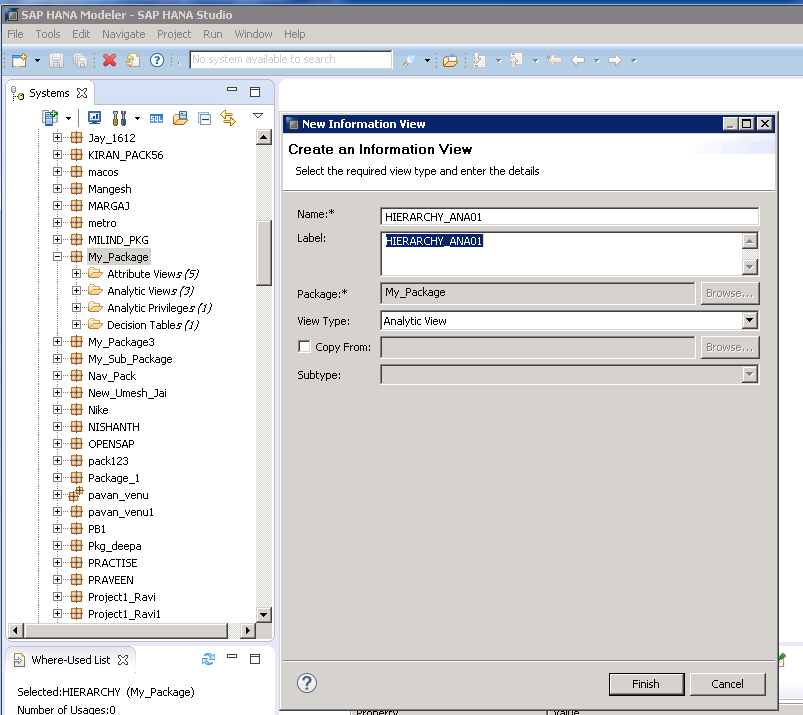 SAP HANA Modeler - SAP HANA Studio
File Tools Edit Navigate Project Run Window Help
No system available to search
Systems
SQL
Jay_1612
KIRAN_PACK56
macos
Mangesh
MARGAJ
metro
MILIND_PKG
My_Package
Attribute Views (5)
Analytic Views (3)
Analytic Privileges (1)
Decision Tables (1)
My_Package3
My_Sub_Package
Nav_Pack
New_Umesh_Jai
Nike
NISHANTH
OPENSAP
pack123
Package_1
pavan_venu
pavan_venu1
PB1
Pkg_deepa
PRACTISE
PRAVEEN
Project1_Ravi
Project1_Ravi1
Where-Used List
Selected:HIERARCHY (My_Package)
Number of Usages:0
New Information View
Create an Information View
Select the required view type and enter the details
Name:* HIERARCHY_ANA01
Label: HIERARCHY_ANA01
Package:* My_Package Browse...
View Type: Analytic View
Copy From: Browse...
Subtype:
? Finish Cancel
Property Value